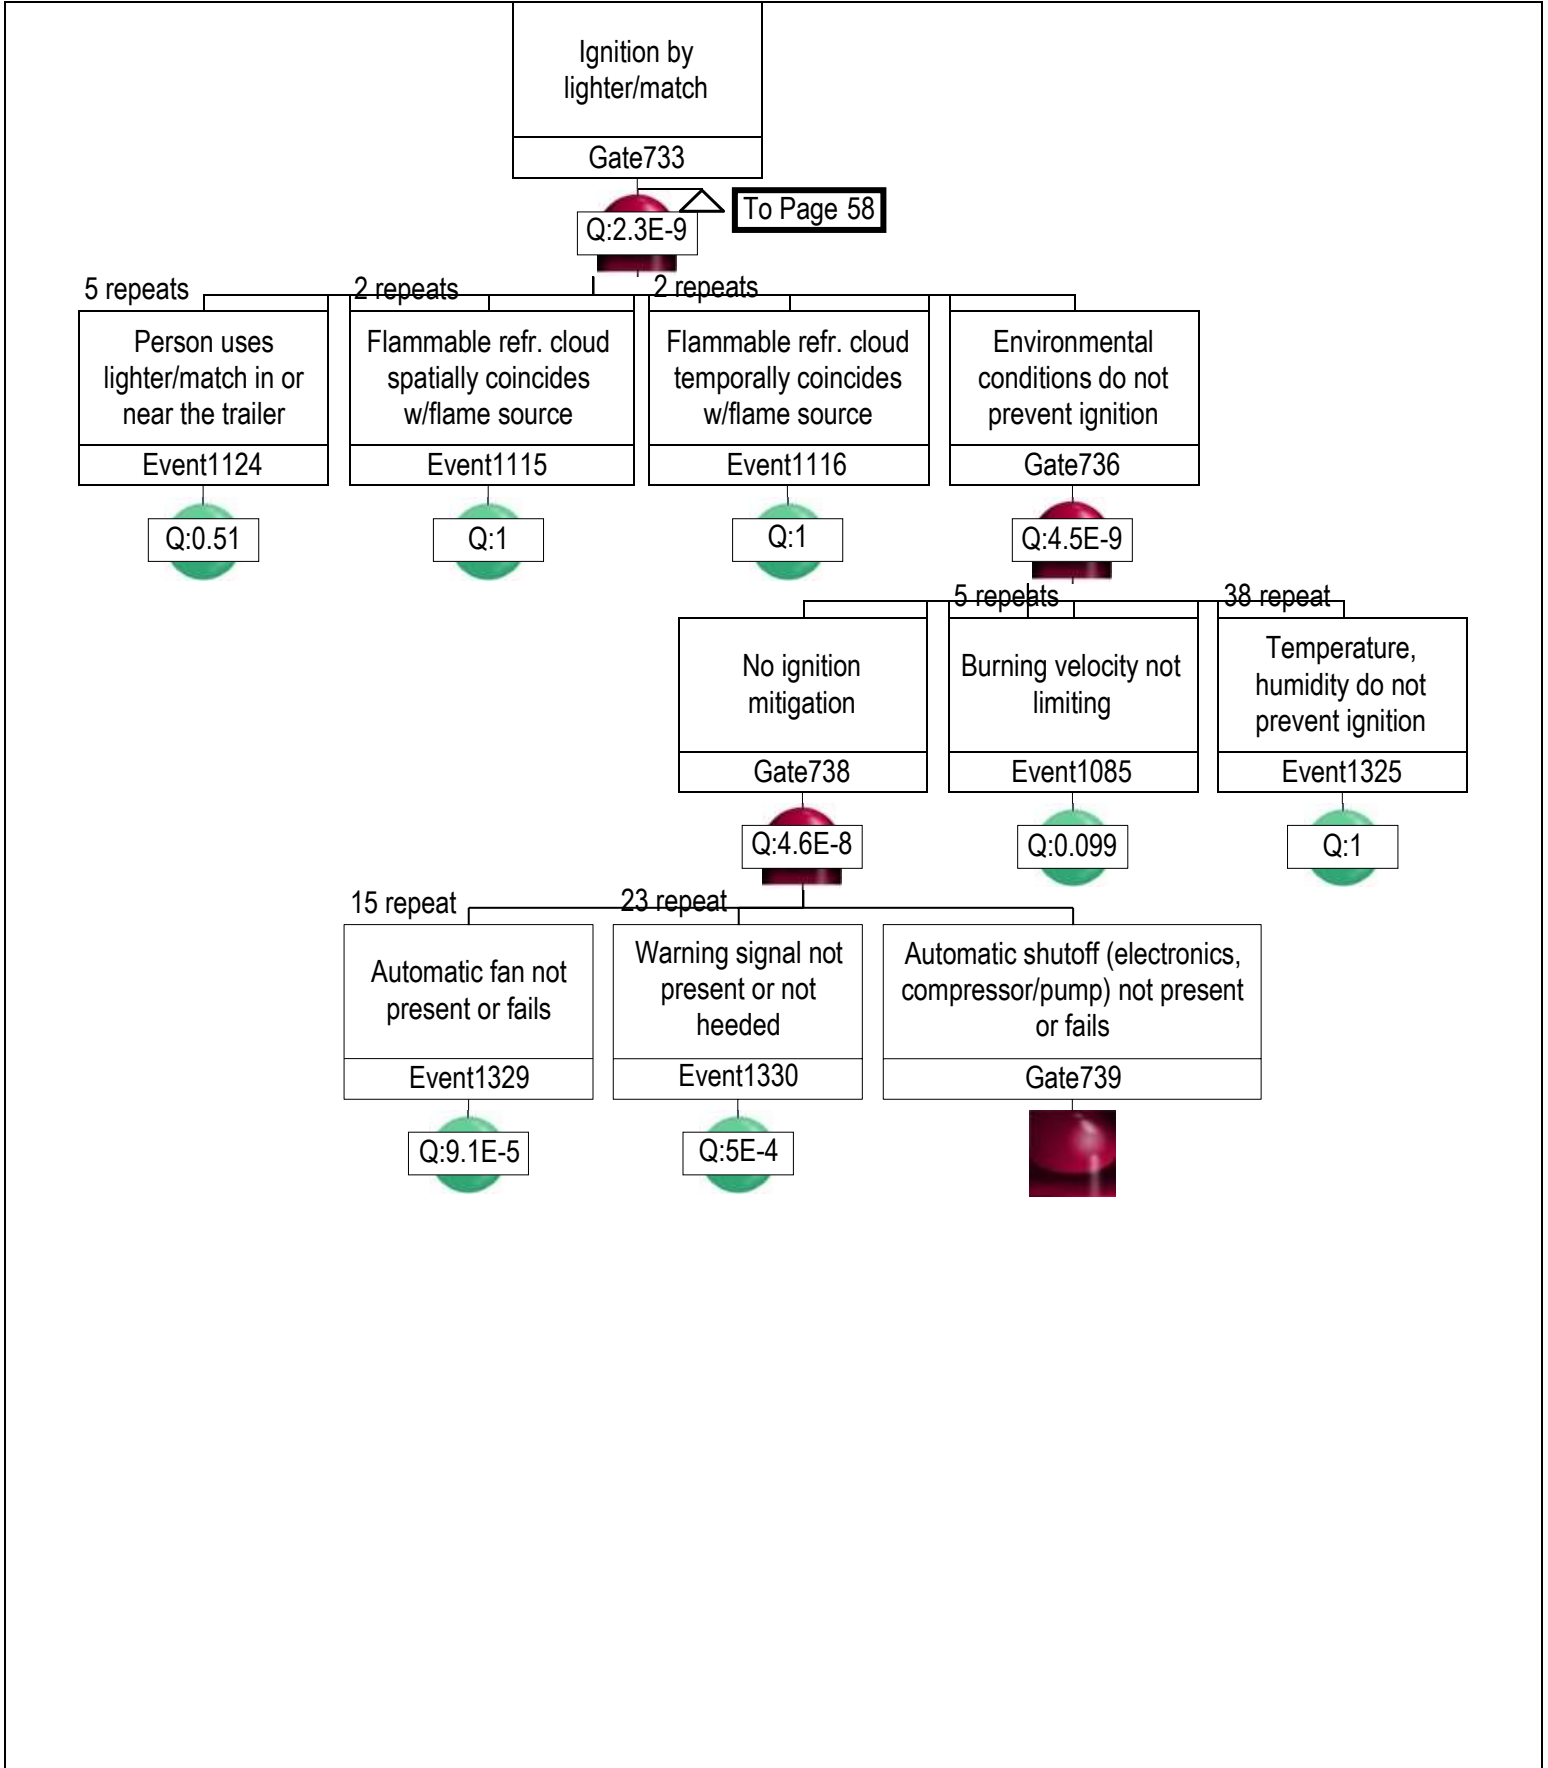 Ignition by
lighter/match
Gate733
To Page 58
Q:2.3E-9
5 repeats
2 repeats
2 repeats
Person uses
lighter/match in or
near the trailer
Event1124
Q:0.51
Flammable refr. cloud
spatially coincides
w/flame source
Event1115
Q:1
Flammable refr. cloud
temporally coincides
w/flame source
Event1116
Q:1
Environmental
conditions do not
prevent ignition
Gate736
Q:4.5E-9
5 repeats
38 repeat
No ignition
mitigation
Gate738
Q:4.6E-8
Burning velocity not
limiting
Event1085
Q:0.099
Temperature,
humidity do not
prevent ignition
Event1325
Q:1
15 repeat
23 repeat
Automatic fan not
present or fails
Event1329
Q:9.1E-5
Warning signal not
present or not
heeded
Event1330
Q:5E-4
Automatic shutoff (electronics,
compressor/pump) not present
or fails
Gate739